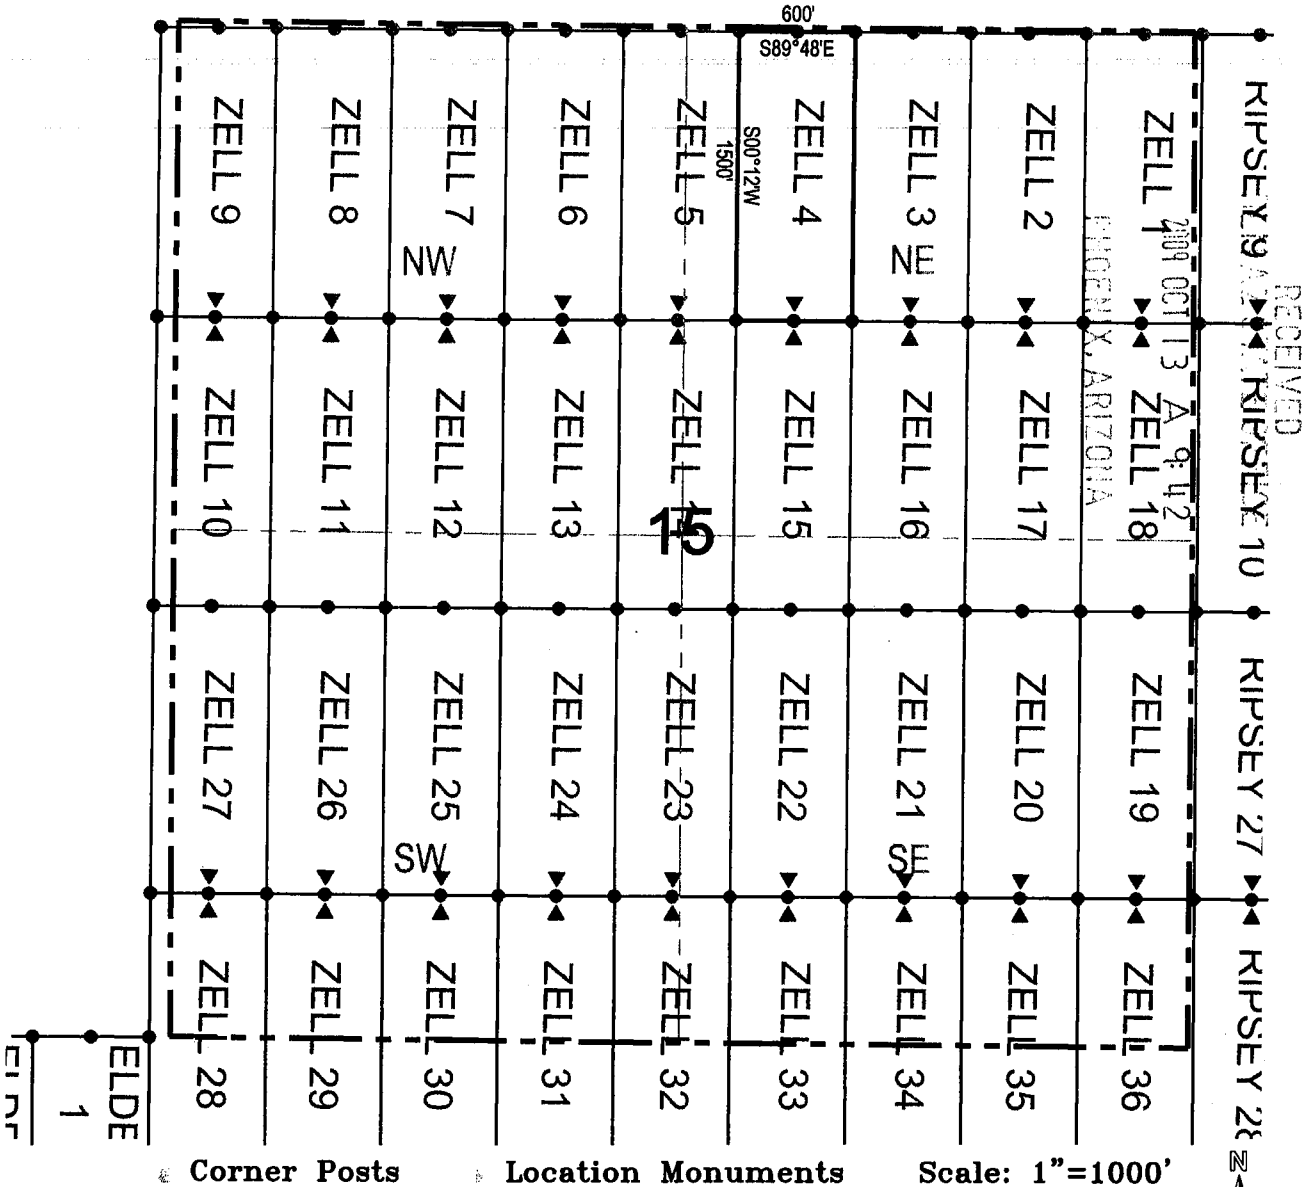 600'
S89°48'E
ZELL 9
ZELL 8
ZELL 7
ZELL 6
ZELL 5
1500'
S00°12'W
ZELL 4
ZELL 3
ZELL 2
ZELL 1
RIPSEY 9
NW
NE
RECEIVED
2009 OCT 13 A 9:42
PHOENIX, ARIZONA
ZELL 10
ZELL 11
ZELL 12
ZELL 13
ZELL
15
ZELL 15
ZELL 16
ZELL 17
ZELL 18
RIPSEY 10
ZELL 27
ZELL 26
ZELL 25
ZELL 24
ZELL 23
ZELL 22
ZELL 21
ZELL 20
ZELL 19
RIPSEY 27
SW
SE
ZELL 28
ZELL 29
ZELL 30
ZELL 31
ZELL 32
ZELL 33
ZELL 34
ZELL 35
ZELL 36
RIPSEY 28
ELDE
1
Corner Posts
Location Monuments
Scale: 1"=1000'
N